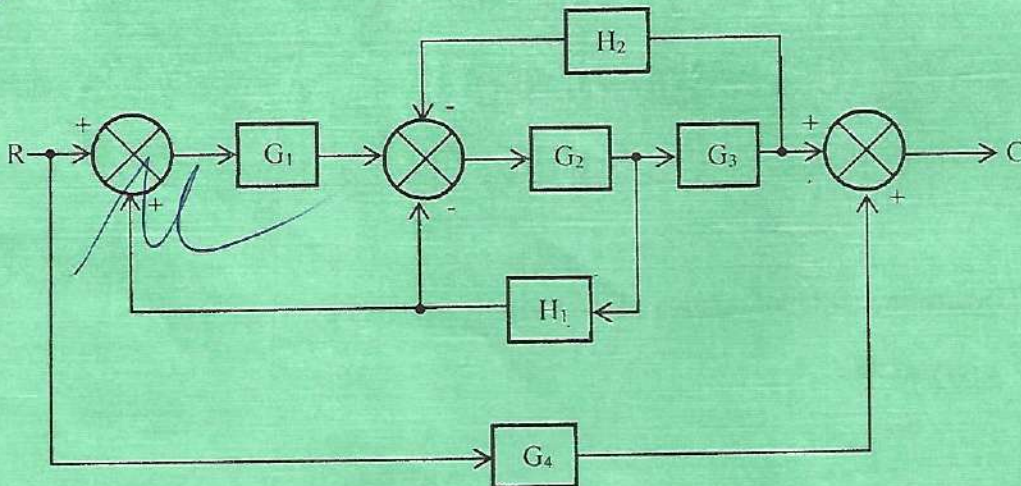 H₂
+ - +
R G₁ G₂ G₃ C
+ - +
H₁
G₄